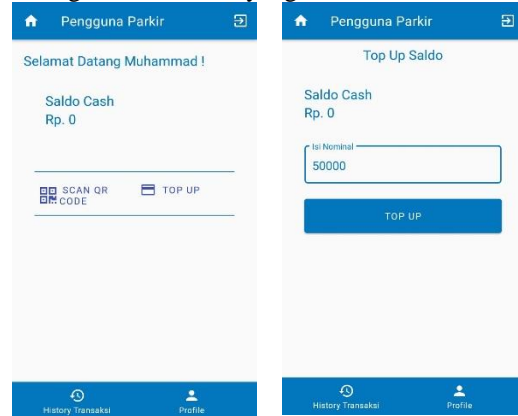 Pengguna Parkir
Selamat Datang Muhammad !
Saldo Cash
Rp. 0
SCAN QR
CODE
TOP UP
History Transaksi
Profile
Pengguna Parkir
Top Up Saldo
Saldo Cash
Rp. 0
Isi Nominal
50000
TOP UP
History Transaksi
Profile